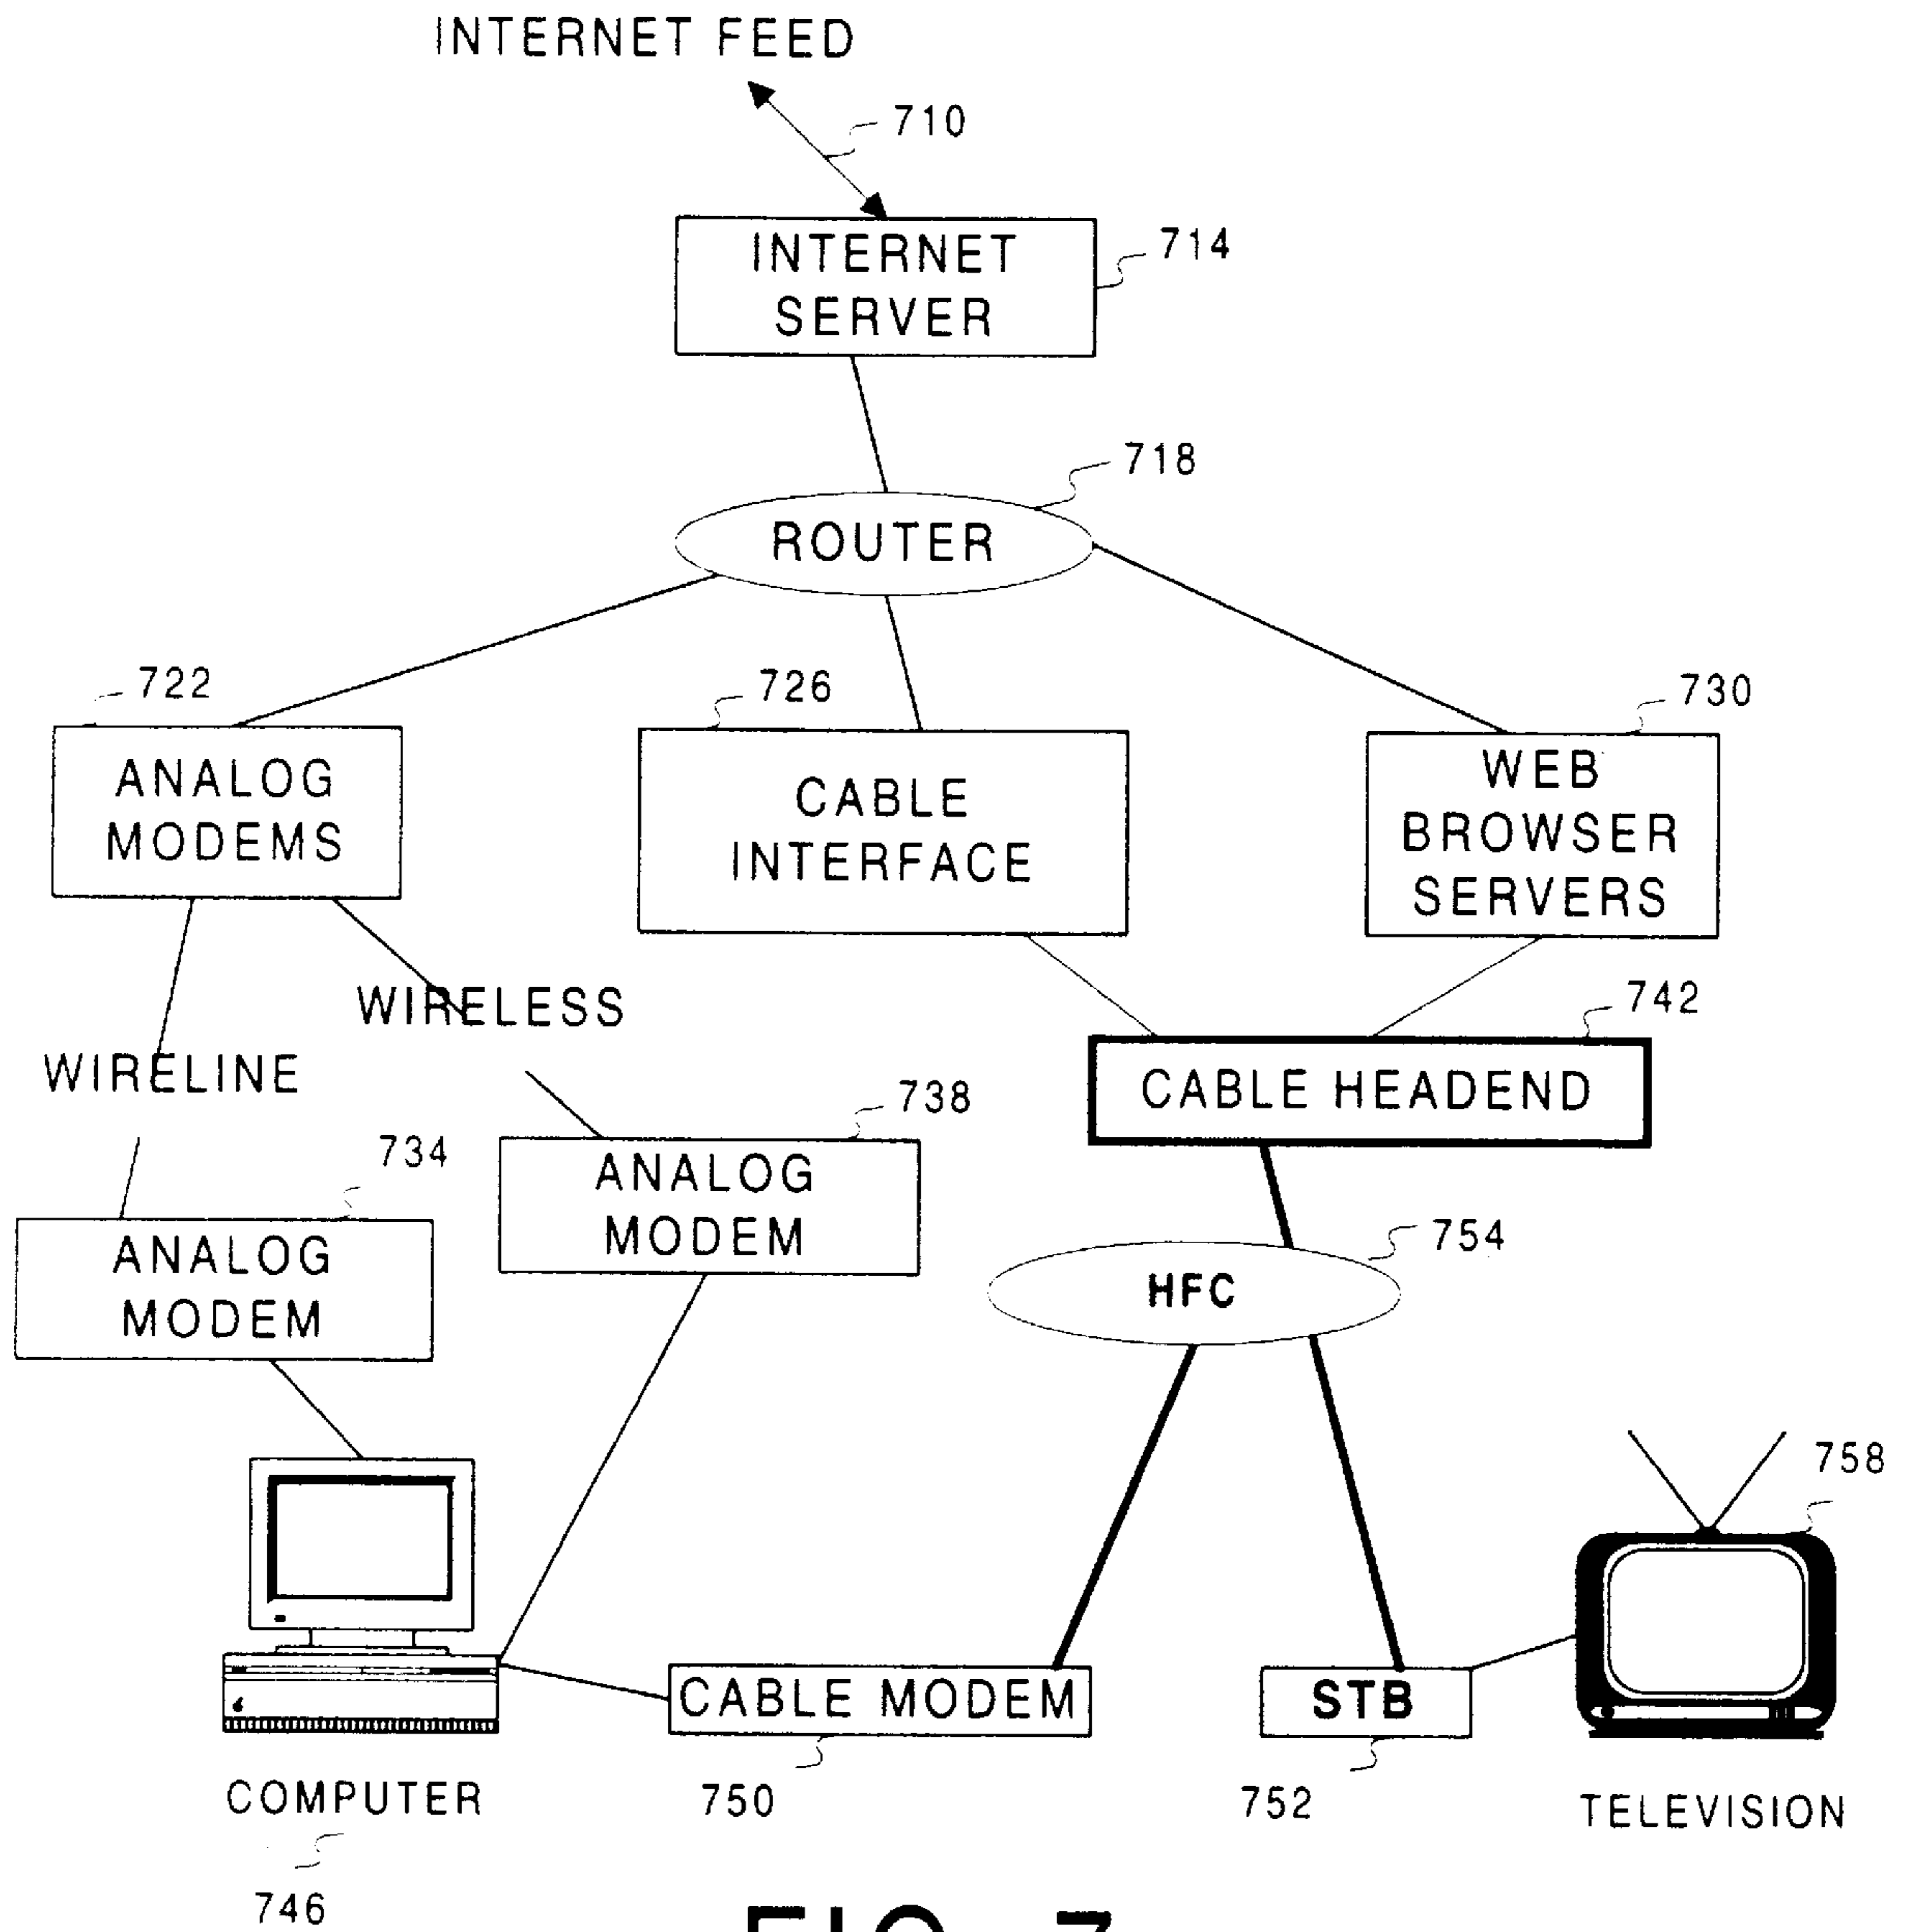 INTERNET FEED
710
INTERNET
SERVER
714
718
ROUTER
722
726
730
ANALOG
MODEMS
CABLE
INTERFACE
WEB
BROWSER
SERVERS
WIRELESS
742
WIRELINE
CABLE HEADEND
738
734
ANALOG
MODEM
754
ANALOG
MODEM
HFC
758
CABLE MODEM
STB
COMPUTER
750
752
TELEVISION
746
FIG. 7